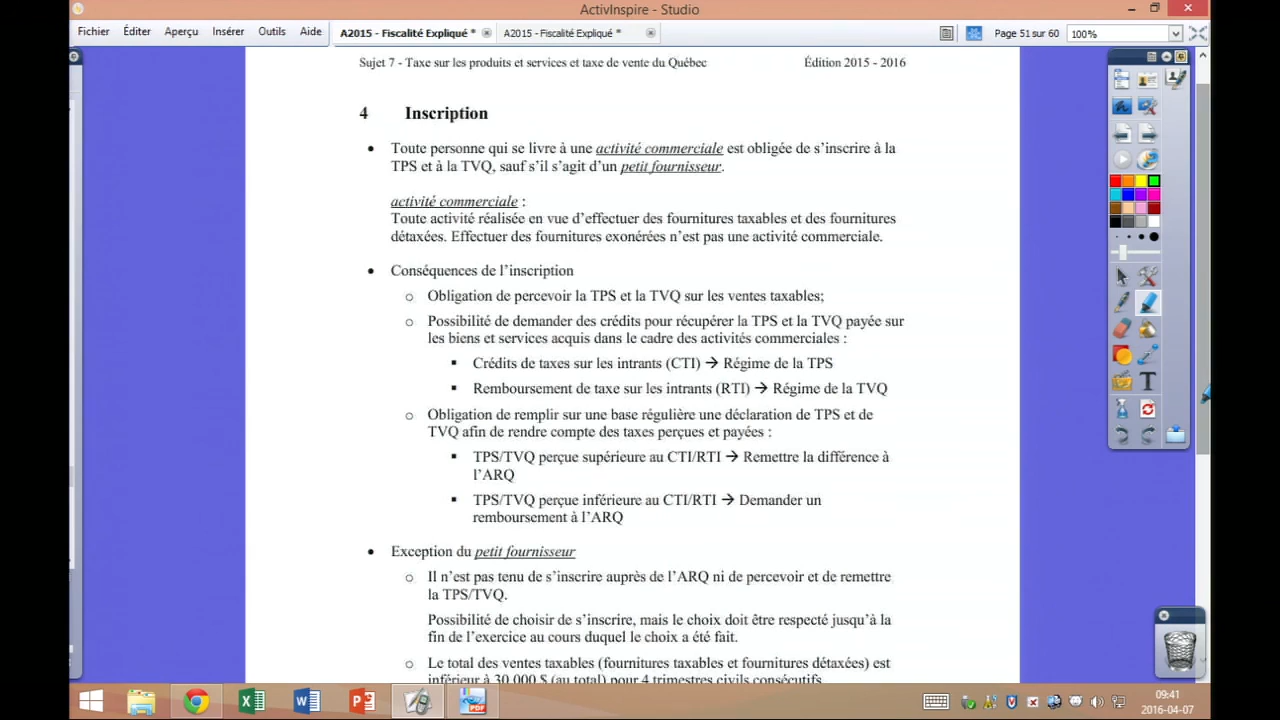 ActivInspire - Studio
Fichier Éditer Aperçu Insérer Outils Aide
A2015 - Fiscalité Expliqué *
A2015 - Fiscalité Expliqué *
Page 51 sur 60
100%
Sujet 7 - Taxe sur les produits et services et taxe de vente du Québec Édition 2015 - 2016
4 Inscription
• Toute personne qui se livre à une activité commerciale est obligée de s’inscrire à la
TPS et à la TVQ, sauf s’il s’agit d’un petit fournisseur.
activité commerciale :
Toute activité réalisée en vue d’effectuer des fournitures taxables et des fournitures
détaxées. Effectuer des fournitures exonérées n’est pas une activité commerciale.
• Conséquences de l’inscription
o Obligation de percevoir la TPS et la TVQ sur les ventes taxables;
o Possibilité de demander des crédits pour récupérer la TPS et la TVQ payée sur
les biens et services acquis dans le cadre des activités commerciales :
▪ Crédits de taxes sur les intrants (CTI) → Régime de la TPS
▪ Remboursement de taxe sur les intrants (RTI) → Régime de la TVQ
o Obligation de remplir sur une base régulière une déclaration de TPS et de
TVQ afin de rendre compte des taxes perçues et payées :
▪ TPS/TVQ perçue supérieure au CTI/RTI → Remettre la différence à
l’ARQ
▪ TPS/TVQ perçue inférieure au CTI/RTI → Demander un
remboursement à l’ARQ
• Exception du petit fournisseur
o Il n’est pas tenu de s’inscrire auprès de l’ARQ ni de percevoir et de remettre
la TPS/TVQ.
Possibilité de choisir de s’inscrire, mais le choix doit être respecté jusqu’à la
fin de l’exercice au cours duquel le choix a été fait.
o Le total des ventes taxables (fournitures taxables et fournitures détaxées) est
inférieur à 30 000 $ (au total) pour 4 trimestres civils consécutifs
09:41
2016-04-07